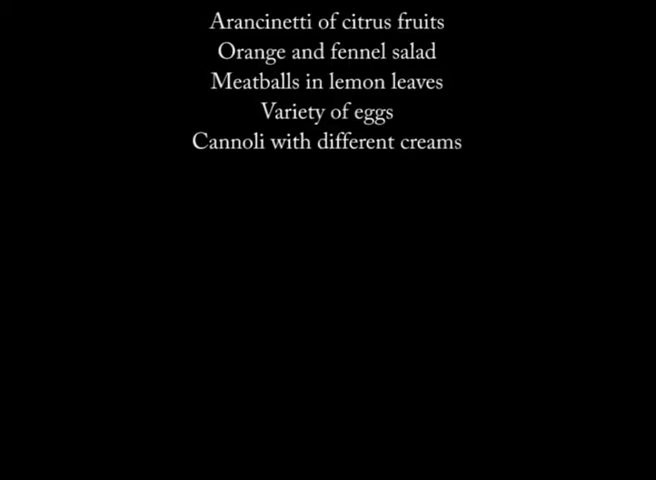 Arancinetti of citrus fruits
Orange and fennel salad
Meatballs in lemon leaves
Variety of eggs
Cannoli with different creams